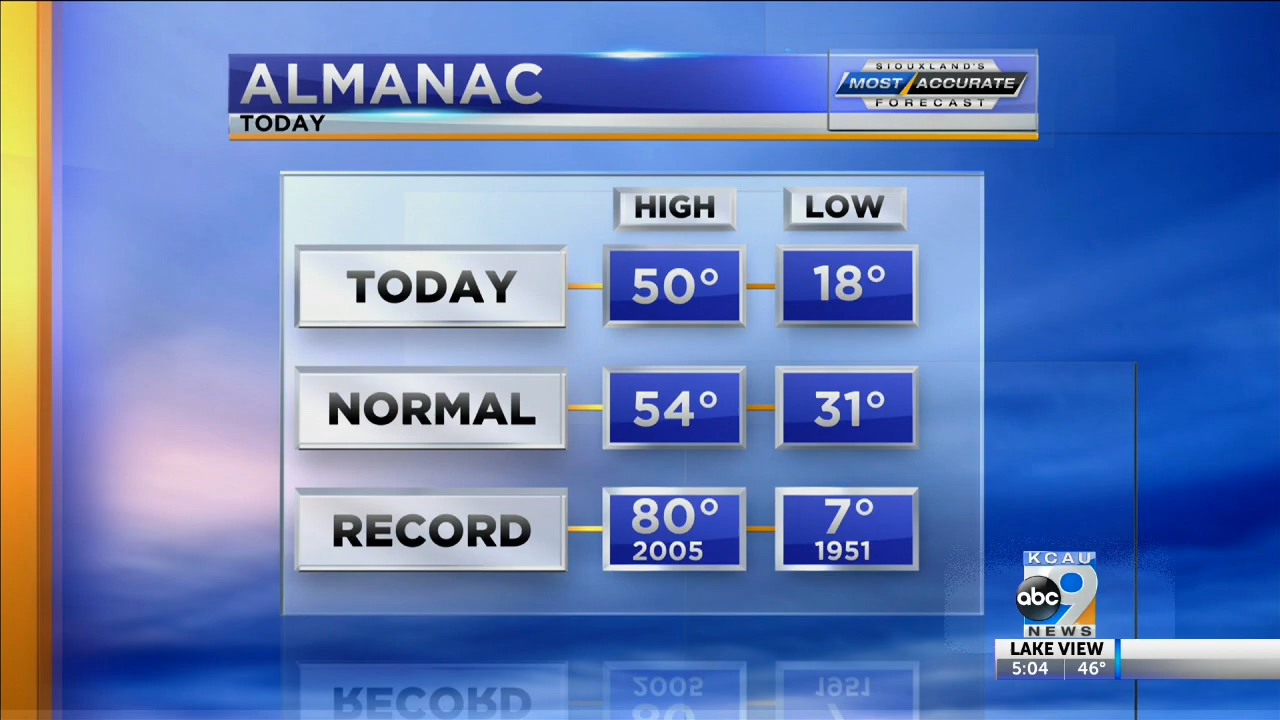 ALMANAC
TODAY
SIOUXLAND'S
MOST ACCURATE
FORECAST
HIGH LOW
TODAY 50° 18°
NORMAL 54° 31°
RECORD 80° 7°
2005 1951
KCAU
abc 9
NEWS
LAKE VIEW
5:04 46°